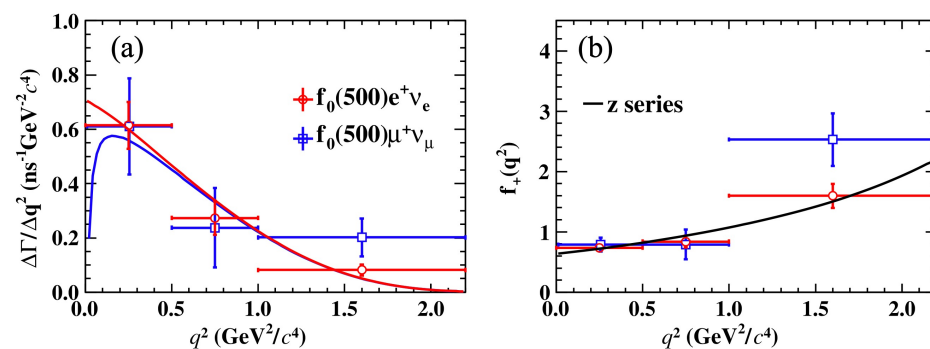 (a)
f₀(500)e⁺νₑ
f₀(500)μ⁺ν_μ
ΔΓ/Δq² (ns⁻¹GeV⁻²c⁴)
1.0
0.8
0.6
0.4
0.2
0.0
0.0 0.5 1.0 1.5 2.0
q² (GeV²/c⁴)
(b)
z series
f₊(q²)
4
3
2
1
0
0.0 0.5 1.0 1.5 2.0
q² (GeV²/c⁴)